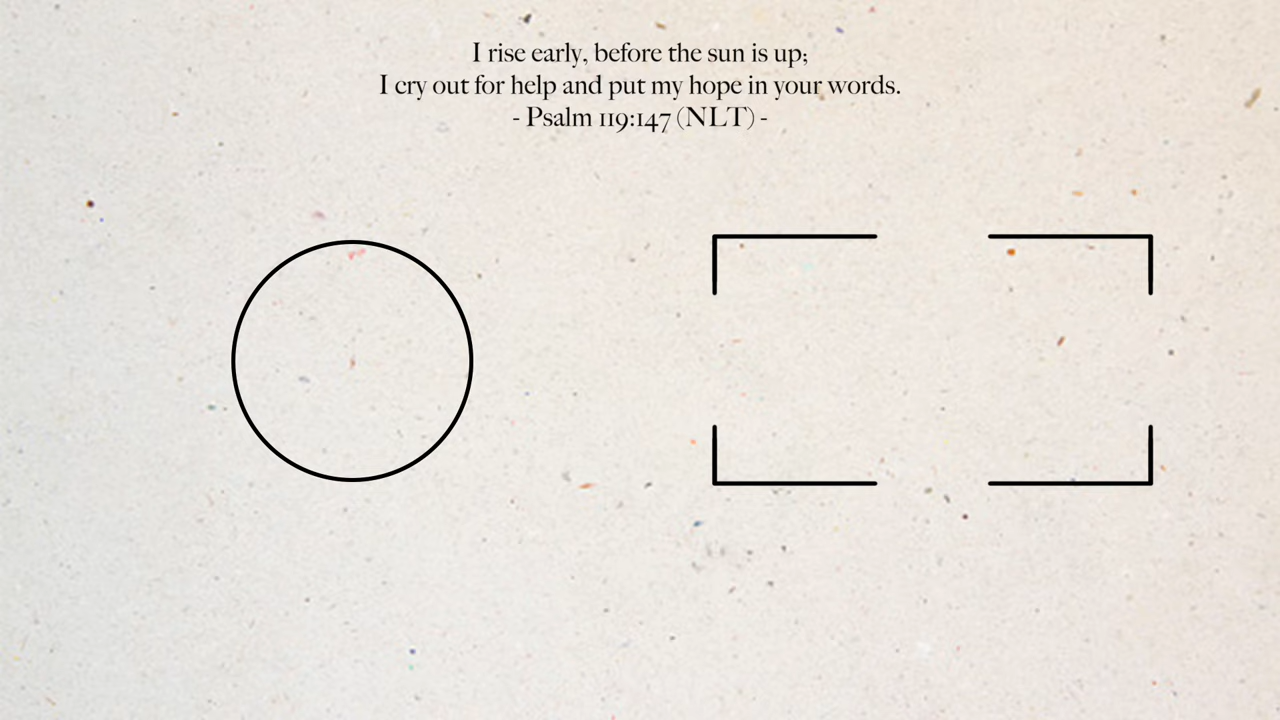 I rise early, before the sun is up;
I cry out for help and put my hope in your words.
- Psalm 119:147 (NLT) -